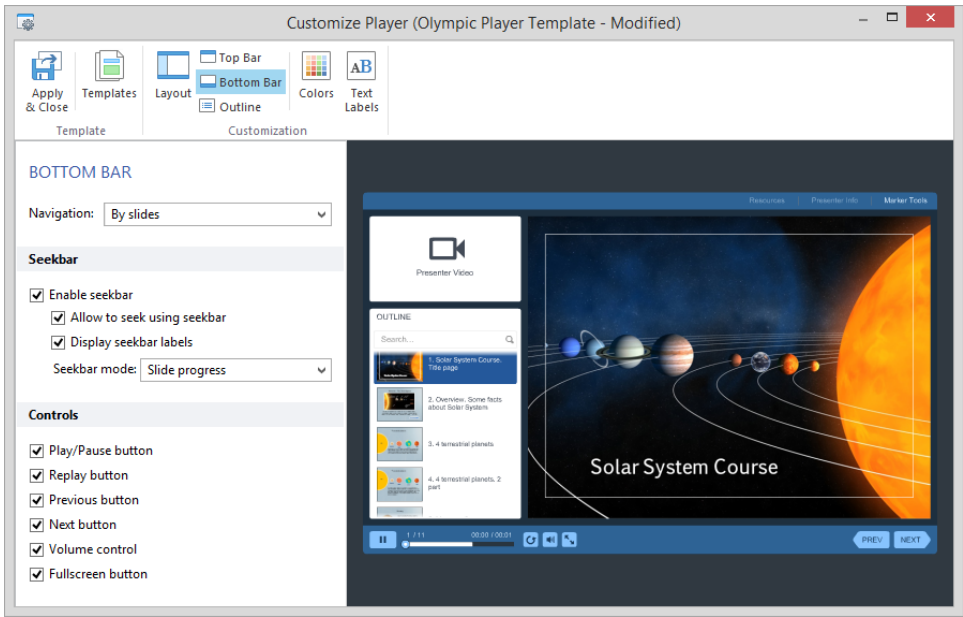 Customize Player (Olympic Player Template - Modified)
Apply
& Close
Templates
Layout
Top Bar
Bottom Bar
Outline
Colors
AB
Text
Labels
Template
Customization
BOTTOM BAR
Navigation: By slides
Seekbar
Enable seekbar
Allow to seek using seekbar
Display seekbar labels
Seekbar mode: Slide progress
Controls
Play/Pause button
Replay button
Previous button
Next button
Volume control
Fullscreen button
Resources Presenter Info Marker Tools
Presenter Video
OUTLINE
Search...
1. Solar System Course.
Title page
2. Overview. Some facts
about Solar System
3. 4 terrestrial planets
4. 4 terrestrial planets. 2
part
Solar System Course
1 / 11 00:00 / 00:01
PREV NEXT